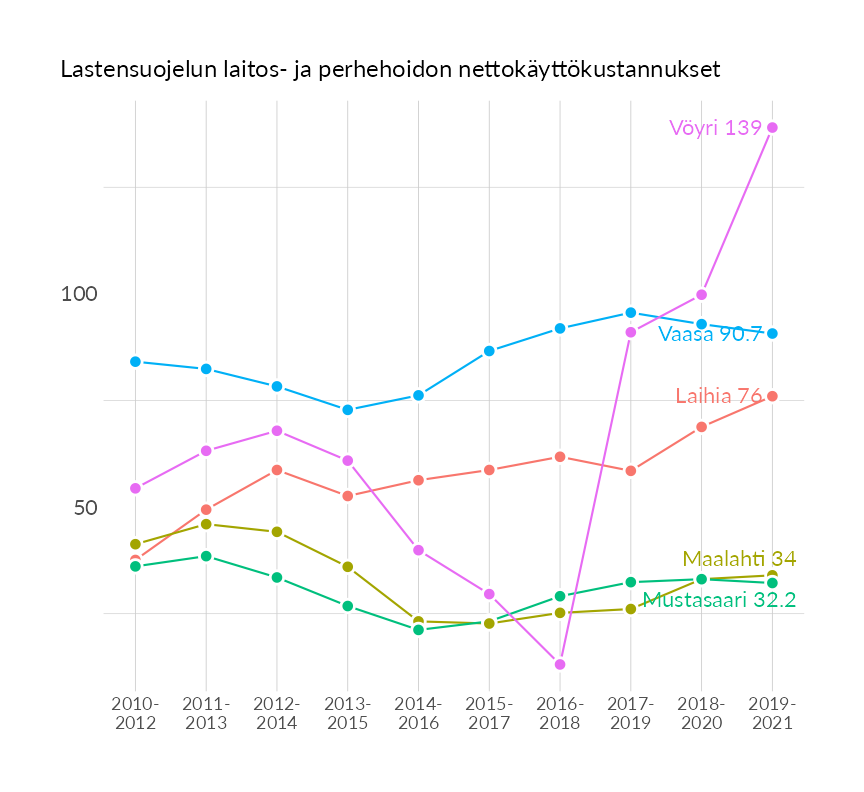 Lastensuojelun laitos- ja perhehoidon nettokäyttökustannukset
Vöyri 139
100
Vaasa 90.7
Laihia 76
50
Maalahti 34
Mustasaari 32.2
2010- 2011- 2012- 2013- 2014- 2015- 2016- 2017- 2018- 2019-
2012 2013 2014 2015 2016 2017 2018 2019 2020 2021